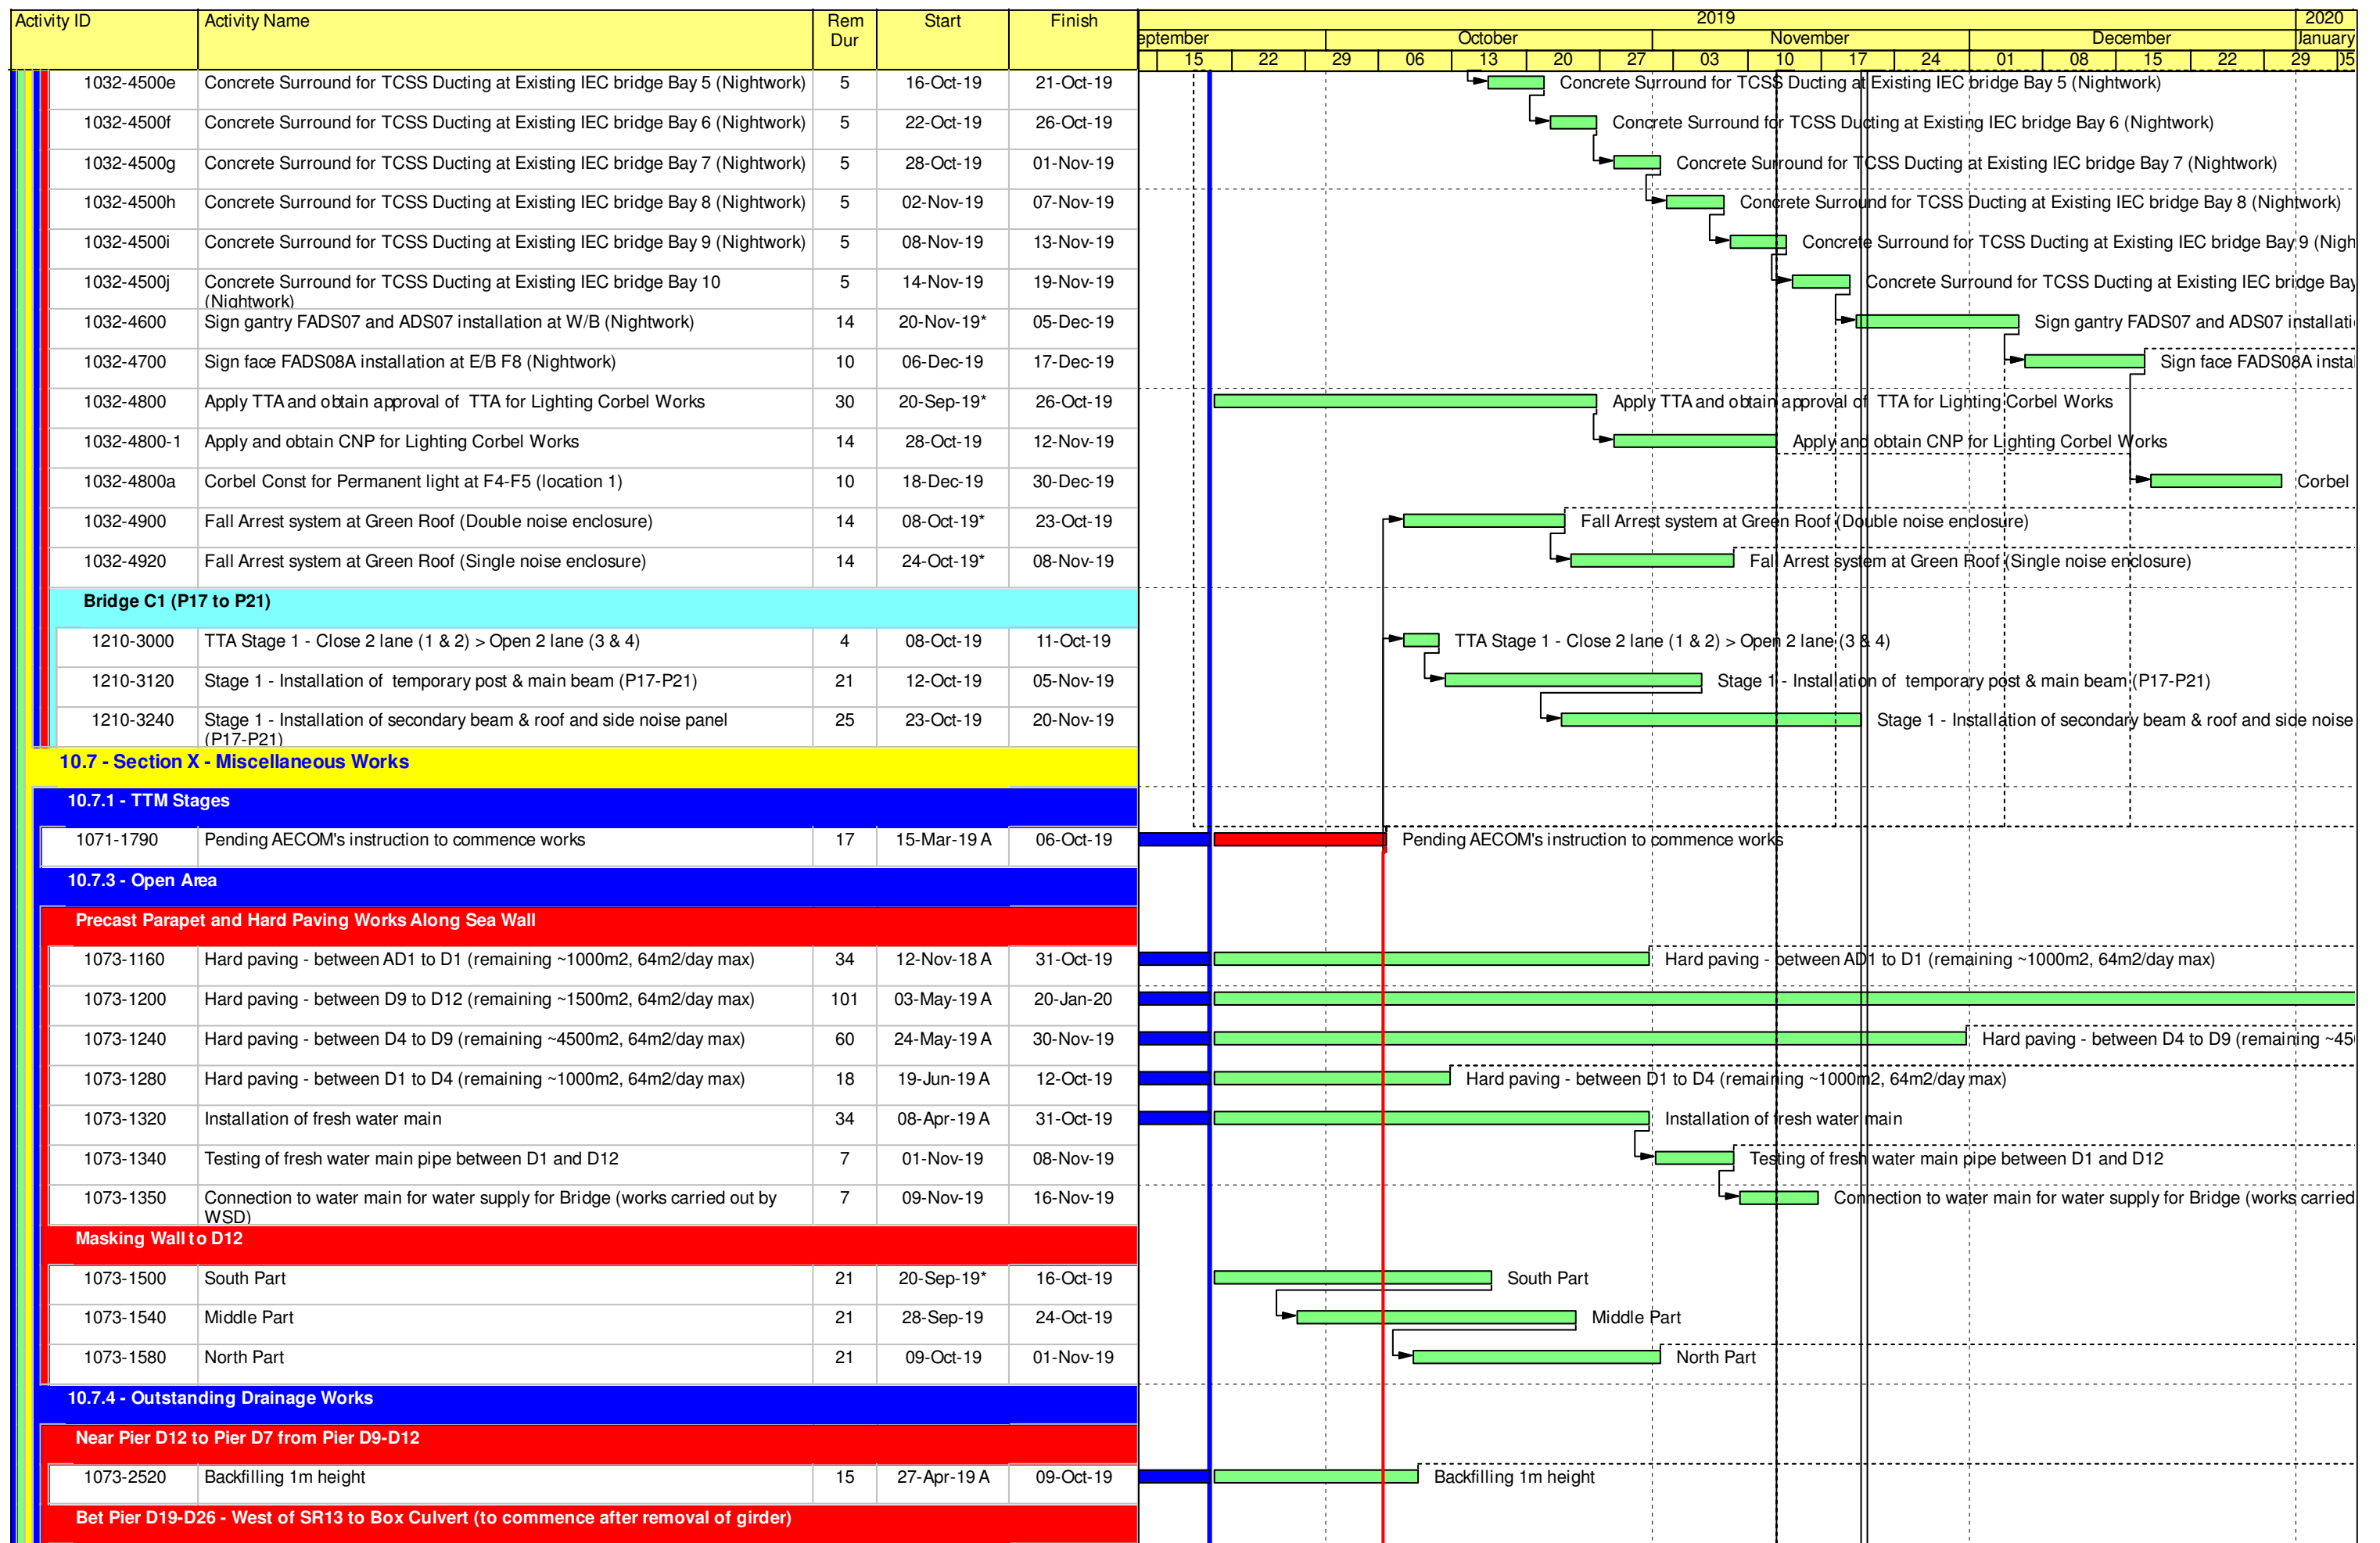 Activity ID Activity Name Rem Dur Start Finish
2019 2020
eptember October November December January
15 22 29 06 13 20 27 03 10 17 24 01 08 15 22 29 05
1032-4500e Concrete Surround for TCSS Ducting at Existing IEC bridge Bay 5 (Nightwork) 5 16-Oct-19 21-Oct-19 Concrete Surround for TCSS Ducting at Existing IEC bridge Bay 5 (Nightwork)
1032-4500f Concrete Surround for TCSS Ducting at Existing IEC bridge Bay 6 (Nightwork) 5 22-Oct-19 26-Oct-19 Concrete Surround for TCSS Ducting at Existing IEC bridge Bay 6 (Nightwork)
1032-4500g Concrete Surround for TCSS Ducting at Existing IEC bridge Bay 7 (Nightwork) 5 28-Oct-19 01-Nov-19 Concrete Surround for TCSS Ducting at Existing IEC bridge Bay 7 (Nightwork)
1032-4500h Concrete Surround for TCSS Ducting at Existing IEC bridge Bay 8 (Nightwork) 5 02-Nov-19 07-Nov-19 Concrete Surround for TCSS Ducting at Existing IEC bridge Bay 8 (Nightwork)
1032-4500i Concrete Surround for TCSS Ducting at Existing IEC bridge Bay 9 (Nightwork) 5 08-Nov-19 13-Nov-19 Concrete Surround for TCSS Ducting at Existing IEC bridge Bay 9 (Nigh
1032-4500j Concrete Surround for TCSS Ducting at Existing IEC bridge Bay 10 5 14-Nov-19 19-Nov-19 Concrete Surround for TCSS Ducting at Existing IEC bridge Bay
(Nightwork)
1032-4600 Sign gantry FADS07 and ADS07 installation at W/B (Nightwork) 14 20-Nov-19* 05-Dec-19 Sign gantry FADS07 and ADS07 installati
1032-4700 Sign face FADS08A installation at E/B F8 (Nightwork) 10 06-Dec-19 17-Dec-19 Sign face FADS08A instal
1032-4800 Apply TTA and obtain approval of TTA for Lighting Corbel Works 30 20-Sep-19* 26-Oct-19 Apply TTA and obtain approval of TTA for Lighting Corbel Works
1032-4800-1 Apply and obtain CNP for Lighting Corbel Works 14 28-Oct-19 12-Nov-19 Apply and obtain CNP for Lighting Corbel Works
1032-4800a Corbel Const for Permanent light at F4-F5 (location 1) 10 18-Dec-19 30-Dec-19 Corbel
1032-4900 Fall Arrest system at Green Roof (Double noise enclosure) 14 08-Oct-19* 23-Oct-19 Fall Arrest system at Green Roof (Double noise enclosure)
1032-4920 Fall Arrest system at Green Roof (Single noise enclosure) 14 24-Oct-19* 08-Nov-19 Fall Arrest system at Green Roof (Single noise enclosure)
Bridge C1 (P17 to P21)
1210-3000 TTA Stage 1 - Close 2 lane (1 & 2) > Open 2 lane (3 & 4) 4 08-Oct-19 11-Oct-19 TTA Stage 1 - Close 2 lane (1 & 2) > Open 2 lane (3 & 4)
1210-3120 Stage 1 - Installation of temporary post & main beam (P17-P21) 21 12-Oct-19 05-Nov-19 Stage 1 - Installation of temporary post & main beam (P17-P21)
1210-3240 Stage 1 - Installation of secondary beam & roof and side noise panel 25 23-Oct-19 20-Nov-19 Stage 1 - Installation of secondary beam & roof and side noise
(P17-P21)
10.7 - Section X - Miscellaneous Works
10.7.1 - TTM Stages
1071-1790 Pending AECOM's instruction to commence works 17 15-Mar-19 A 06-Oct-19 Pending AECOM's instruction to commence works
10.7.3 - Open Area
Precast Parapet and Hard Paving Works Along Sea Wall
1073-1160 Hard paving - between AD1 to D1 (remaining ~1000m2, 64m2/day max) 34 12-Nov-18 A 31-Oct-19 Hard paving - between AD1 to D1 (remaining ~1000m2, 64m2/day max)
1073-1200 Hard paving - between D9 to D12 (remaining ~1500m2, 64m2/day max) 101 03-May-19 A 20-Jan-20
1073-1240 Hard paving - between D4 to D9 (remaining ~4500m2, 64m2/day max) 60 24-May-19 A 30-Nov-19 Hard paving - between D4 to D9 (remaining ~45
1073-1280 Hard paving - between D1 to D4 (remaining ~1000m2, 64m2/day max) 18 19-Jun-19 A 12-Oct-19 Hard paving - between D1 to D4 (remaining ~1000m2, 64m2/day max)
1073-1320 Installation of fresh water main 34 08-Apr-19 A 31-Oct-19 Installation of fresh water main
1073-1340 Testing of fresh water main pipe between D1 and D12 7 01-Nov-19 08-Nov-19 Testing of fresh water main pipe between D1 and D12
1073-1350 Connection to water main for water supply for Bridge (works carried out by 7 09-Nov-19 16-Nov-19 Connection to water main for water supply for Bridge (works carried
WSD)
Masking Wall to D12
1073-1500 South Part 21 20-Sep-19* 16-Oct-19 South Part
1073-1540 Middle Part 21 28-Sep-19 24-Oct-19 Middle Part
1073-1580 North Part 21 09-Oct-19 01-Nov-19 North Part
10.7.4 - Outstanding Drainage Works
Near Pier D12 to Pier D7 from Pier D9-D12
1073-2520 Backfilling 1m height 15 27-Apr-19 A 09-Oct-19 Backfilling 1m height
Bet Pier D19-D26 - West of SR13 to Box Culvert (to commence after removal of girder)